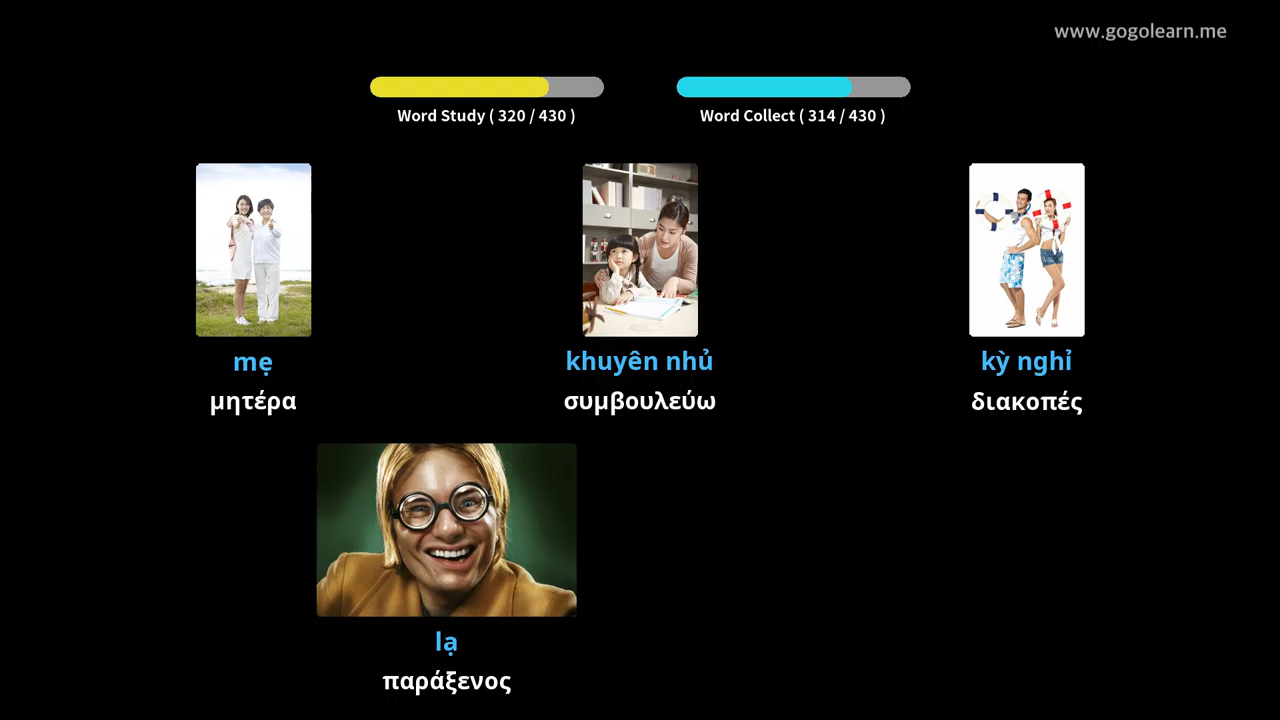 www.gogolearn.me
Word Study ( 320 / 430 )
Word Collect ( 314 / 430 )
mẹ
μητέρα
khuyên nhủ
συμβουλεύω
kỳ nghỉ
διακοπές
lạ
παράξενος